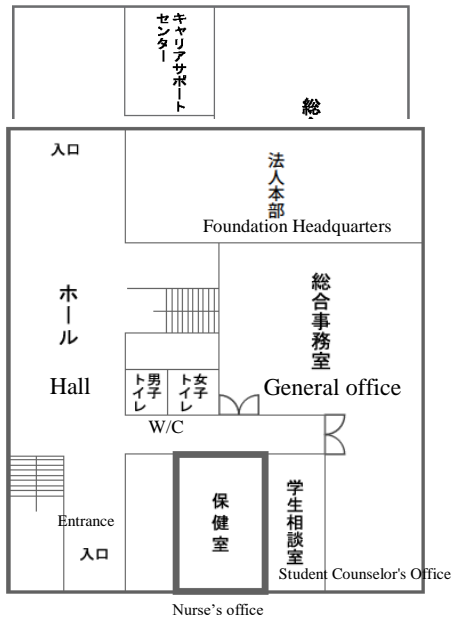 キャリアサポート
センター
総
入口
法人本部
Foundation Headquarters
ホール
総合事務室
Hall
男子
トイレ
女子
トイレ
General office
W/C
保健室
学生相談室
Entrance
入口
Student Counselor's Office
Nurse's office